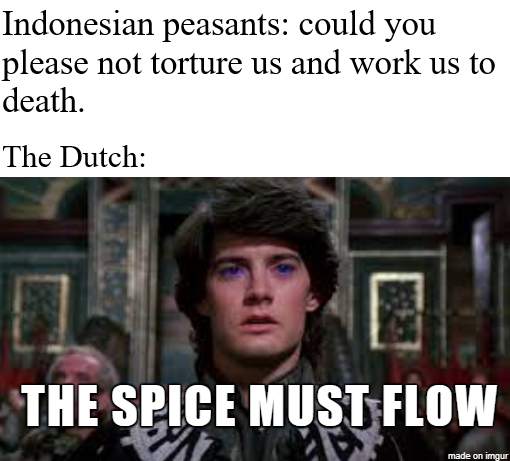 Indonesian peasants: could you
please not torture us and work us to
death.
The Dutch:
THE SPICE MUST FLOW
made on imgur